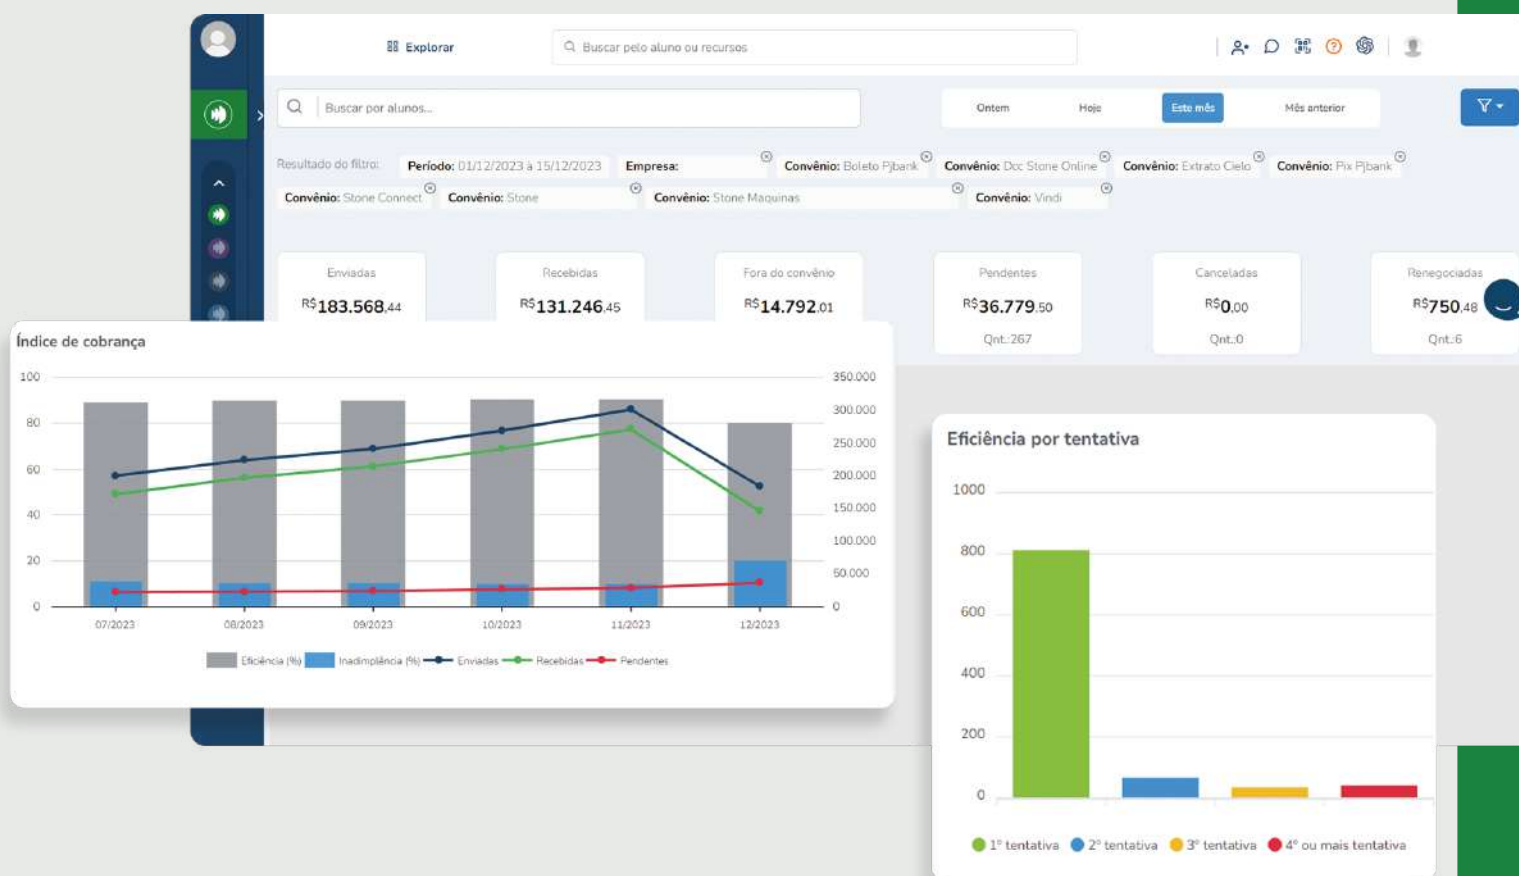 Explorar
Buscar pelo aluno ou recursos
Buscar por alunos...
Ontem Hoje Este mês Mês anterior
Resultado do filtro: Período: 01/12/2023 à 15/12/2023 Empresa: Convênio: Boleto Pjbank Convênio: Dcc Stone Online Convênio: Extrato Cielo Convênio: Pix Pjbank
Convênio: Stone Connect Convênio: Stone Convênio: Stone Maquinas Convênio: Vindi
Enviadas Recebidas Fora do convênio Pendentes Canceladas Renegociadas
R$183.568,44 R$131.246,45 R$14.792,01 R$36.779,50 R$0,00 R$750,48
Qnt.:267 Qnt.:0 Qnt.:6
Índice de cobrança
100 350.000
300.000
80
250.000
60 200.000
40 150.000
100.000
20
50.000
0 0
07/2023 08/2023 09/2023 10/2023 11/2023 12/2023
Eficiência (%) Inadimplência (%) Enviadas Recebidas Pendentes
Eficiência por tentativa
1000
800
600
400
200
0
1º tentativa 2º tentativa 3º tentativa 4º ou mais tentativa